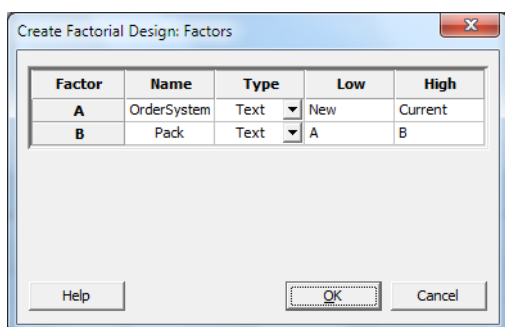 Create Factorial Design: Factors
Factor Name Type Low High
A OrderSystem Text New Current
B Pack Text A B
Help OK Cancel